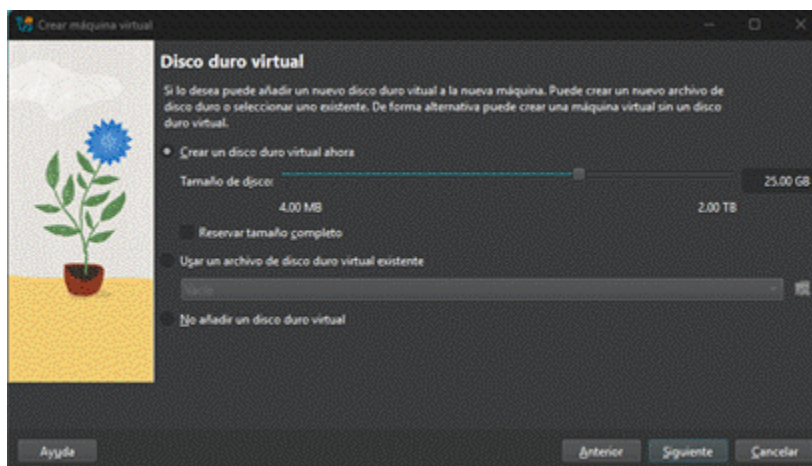 Crear máquina virtual
Disco duro virtual
Si lo desea puede añadir un nuevo disco duro vitual a la nueva máquina. Puede crear un nuevo archivo de
disco duro o seleccionar uno existente. De forma alternativa puede crear una máquina virtual sin un disco
duro virtual.
Crear un disco duro virtual ahora
Tamaño de disco: 25.00 GB
4.00 MB 2.00 TB
Reservar tamaño completo
Usar un archivo de disco duro virtual existente
Vacío
No añadir un disco duro virtual
Ayuda Anterior Siguiente Cancelar